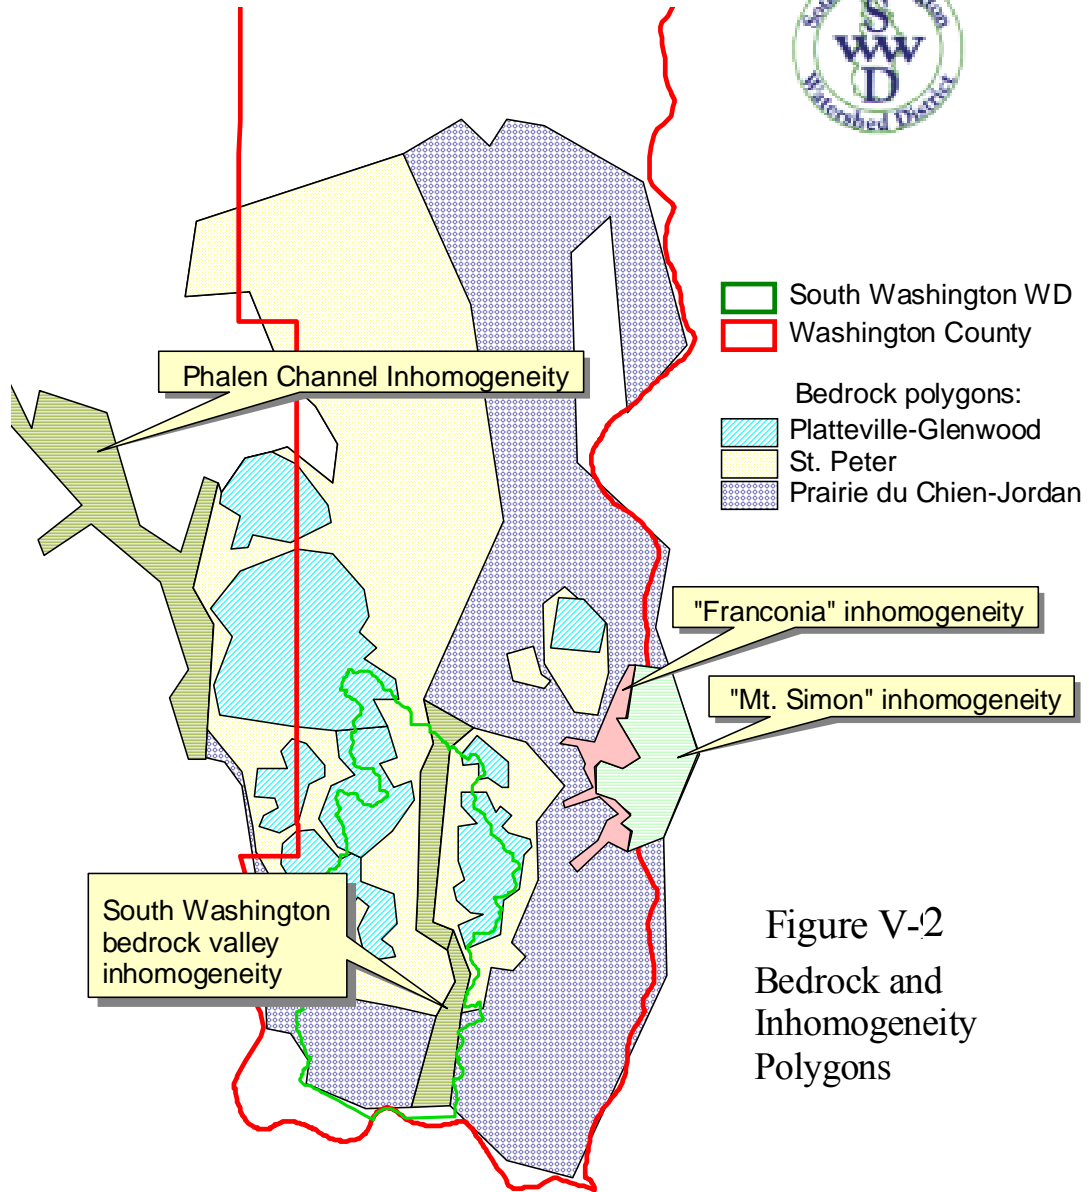 S
WW
D
Watershed District
South Washington WD
Washington County
Phalen Channel Inhomogeneity
Bedrock polygons:
Platteville-Glenwood
St. Peter
Prairie du Chien-Jordan
"Franconia" inhomogeneity
"Mt. Simon" inhomogeneity
South Washington
bedrock valley
inhomogeneity
Figure V-2
Bedrock and
Inhomogeneity
Polygons